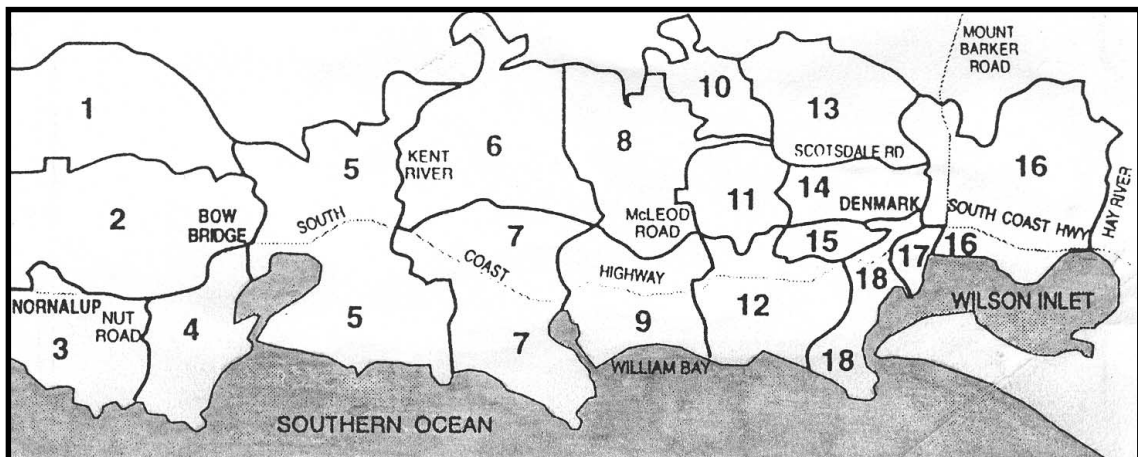 MOUNT
BARKER
ROAD
1
10
13
5
KENT
RIVER
6
8
SCOTSDALE RD
16
HAY RIVER
2
BOW
BRIDGE
SOUTH
11
14
DENMARK
McLEOD
ROAD
SOUTH COAST HWY
7
COAST
HIGHWAY
15
17
16
18
NORNALUP
NUT
ROAD
4
5
9
12
WILSON INLET
3
7
WILLIAM BAY
18
SOUTHERN OCEAN